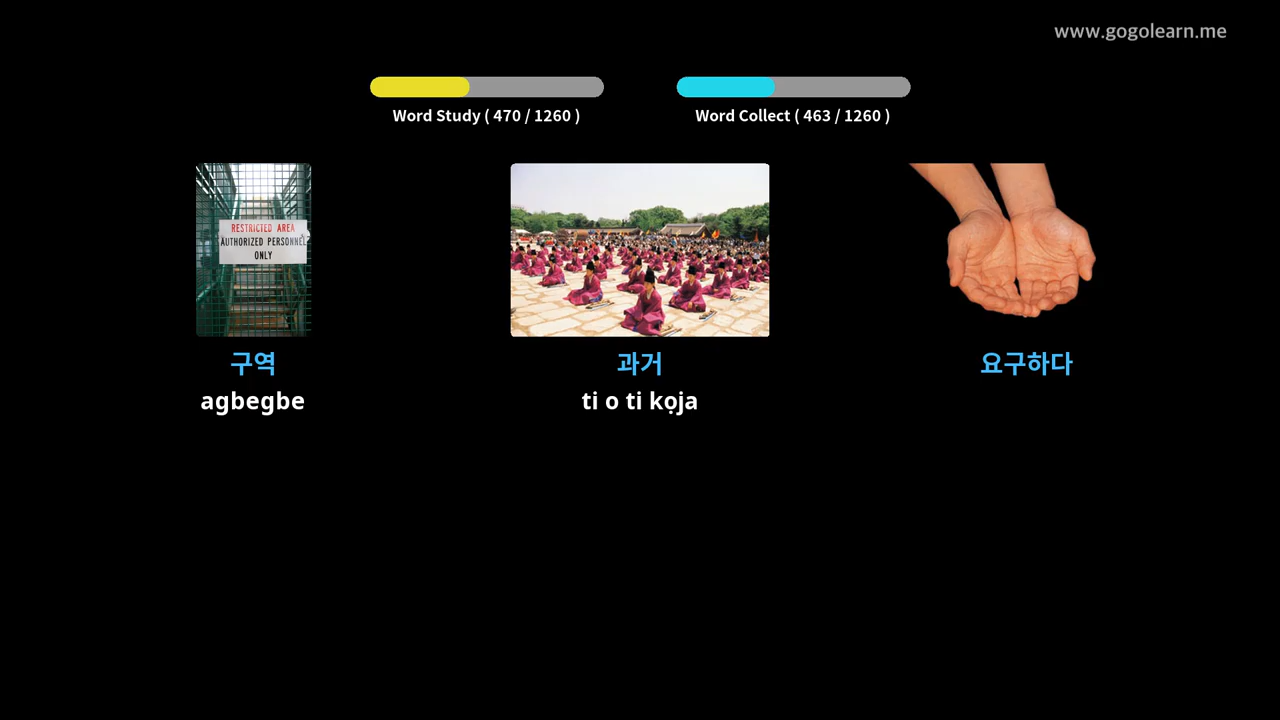 www.gogolearn.me
Word Study ( 470 / 1260 )
Word Collect ( 463 / 1260 )
RESTRICTED AREA
AUTHORIZED PERSONNEL
ONLY
구역
과거
요구하다
agbegbe
ti o ti kọja